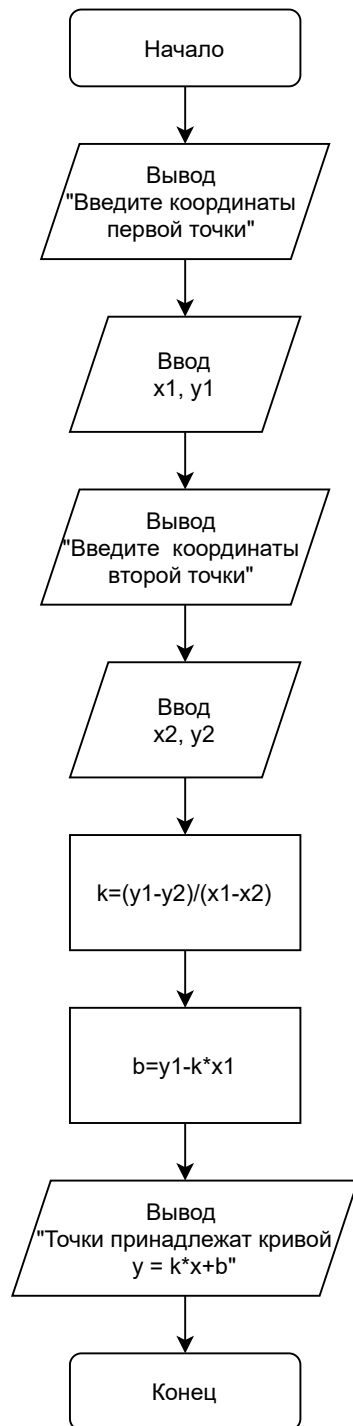 Начало
Вывод
"Введите координаты
первой точки"
Ввод
x1, y1
Вывод
"Введите координаты
второй точки"
Ввод
x2, y2
k=(y1-y2)/(x1-x2)
b=y1-k*x1
Вывод
"Точки принадлежат кривой
y = k*x+b"
Конец